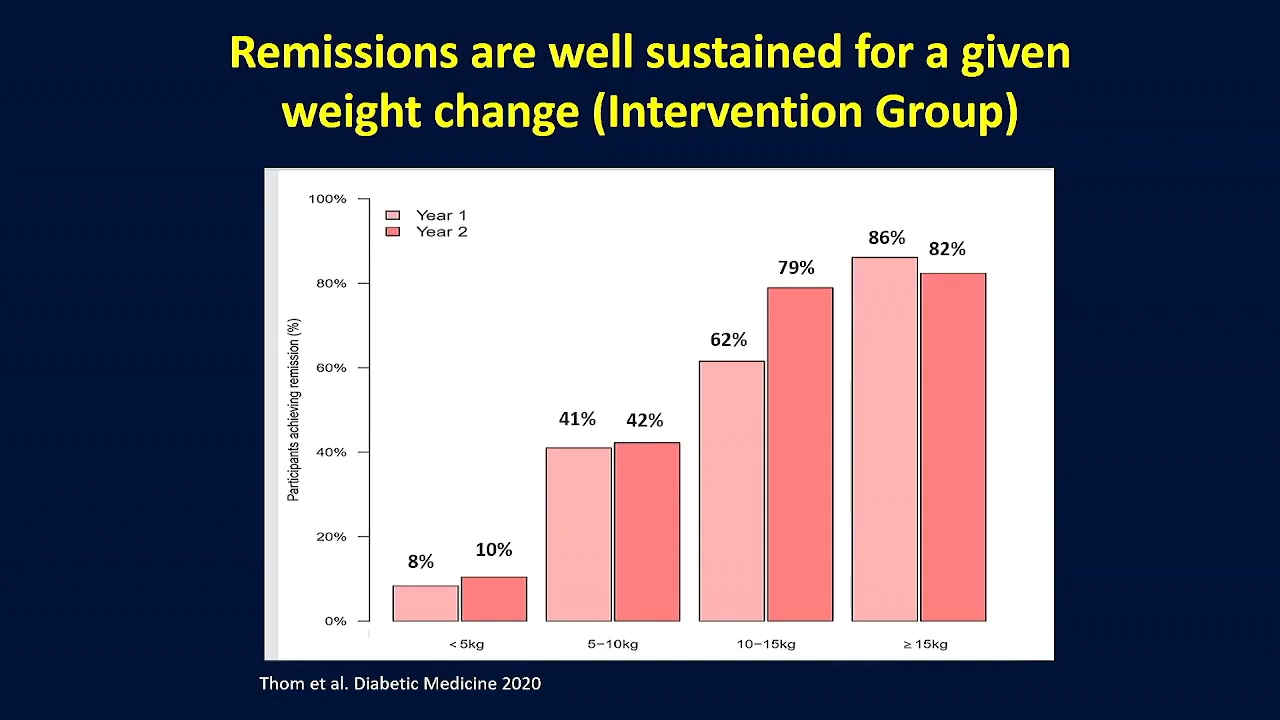 Remissions are well sustained for a given
weight change (Intervention Group)
100%
80%
60%
40%
20%
0%
Participants achieving remission (%)
Year 1
Year 2
8%
10%
41%
42%
62%
79%
86%
82%
< 5kg
5−10kg
10−15kg
≥ 15kg
Thom et al. Diabetic Medicine 2020